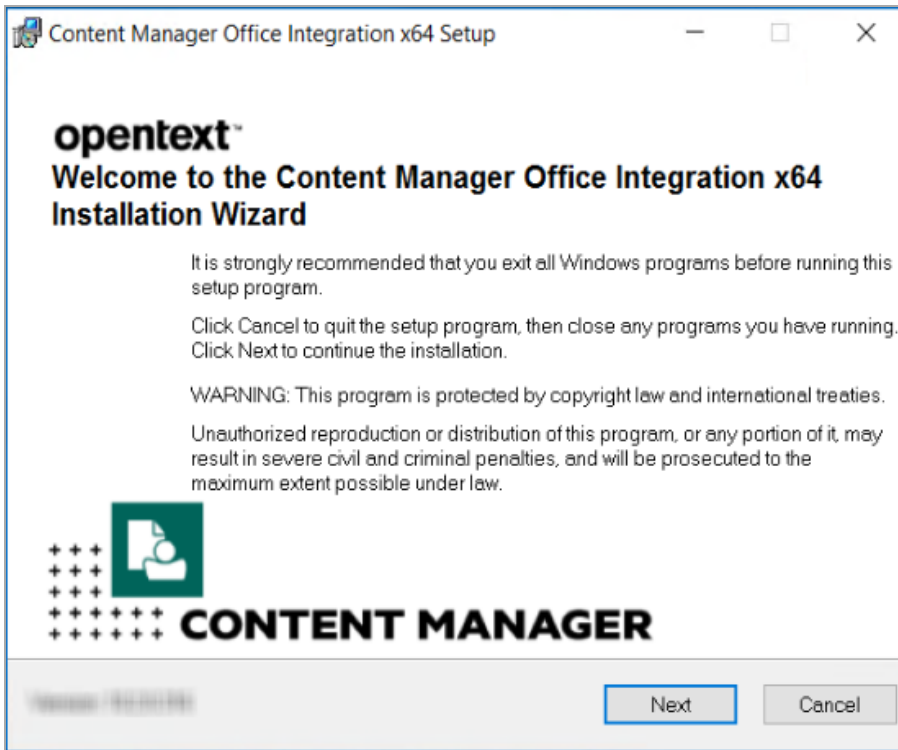 Content Manager Office Integration x64 Setup
opentext™
Welcome to the Content Manager Office Integration x64
Installation Wizard
It is strongly recommended that you exit all Windows programs before running this
setup program.
Click Cancel to quit the setup program, then close any programs you have running.
Click Next to continue the installation.
WARNING: This program is protected by copyright law and international treaties.
Unauthorized reproduction or distribution of this program, or any portion of it, may
result in severe civil and criminal penalties, and will be prosecuted to the
maximum extent possible under law.
CONTENT MANAGER
Next
Cancel